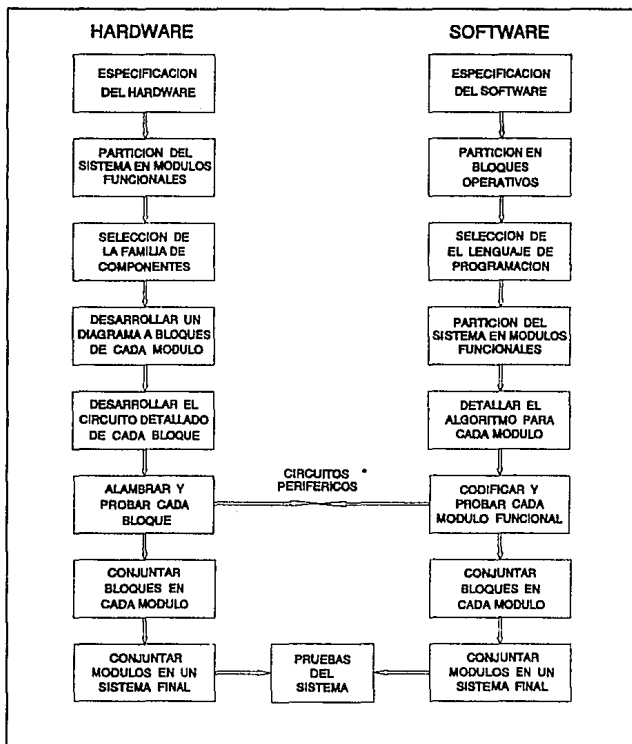 HARDWARE
ESPECIFICACION
DEL HARDWARE
PARTICION DEL
SISTEMA EN MODULOS
FUNCIONALES
SELECCION DE
LA FAMILIA DE
COMPONENTES
DESARROLLAR UN
DIAGRAMA A BLOQUES
DE CADA MODULO
DESARROLLAR EL
CIRCUITO DETALLADO
DE CADA BLOQUE
ALAMBRAR Y
PROBAR CADA
BLOQUE
CONJUNTAR
BLOQUES EN
CADA MODULO
CONJUNTAR
MODULOS EN UN
SISTEMA FINAL
CIRCUITOS *
PERIFERICOS
PRUEBAS
DEL
SISTEMA
SOFTWARE
ESPECIFICACION
DEL SOFTWARE
PARTICION EN
BLOQUES
OPERATIVOS
SELECCION DE
EL LENGUAJE DE
PROGRAMACION
PARTICION DEL
SISTEMA EN MODULOS
FUNCIONALES
DETALLAR EL
ALGORITMO PARA
CADA MODULO
CODIFICAR Y
PROBAR CADA
MODULO FUNCIONAL
CONJUNTAR
BLOQUES EN
CADA MODULO
CONJUNTAR
MODULOS EN UN
SISTEMA FINAL